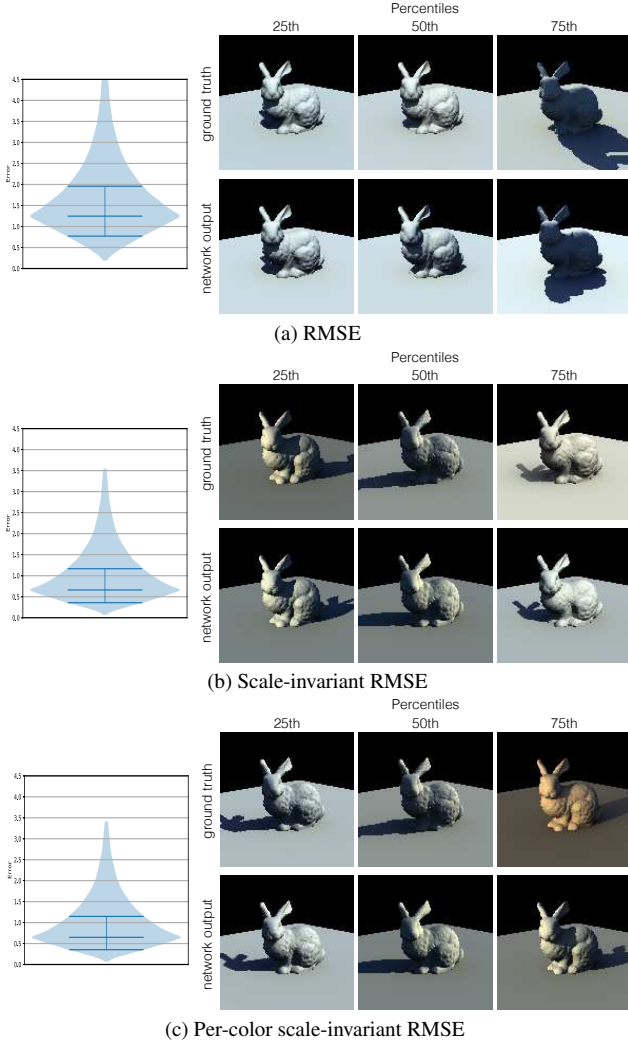 Percentiles
25th 50th 75th
4.5
4.0
3.5
3.0
2.5
2.0
1.5
1.0
0.5
0.0
Error
ground truth
network output
(a) RMSE
Percentiles
25th 50th 75th
4.5
4.0
3.5
3.0
2.5
2.0
1.5
1.0
0.5
0.0
Error
ground truth
network output
(b) Scale-invariant RMSE
Percentiles
25th 50th 75th
4.5
4.0
3.5
3.0
2.5
2.0
1.5
1.0
0.5
0.0
Error
ground truth
network output
(c) Per-color scale-invariant RMSE